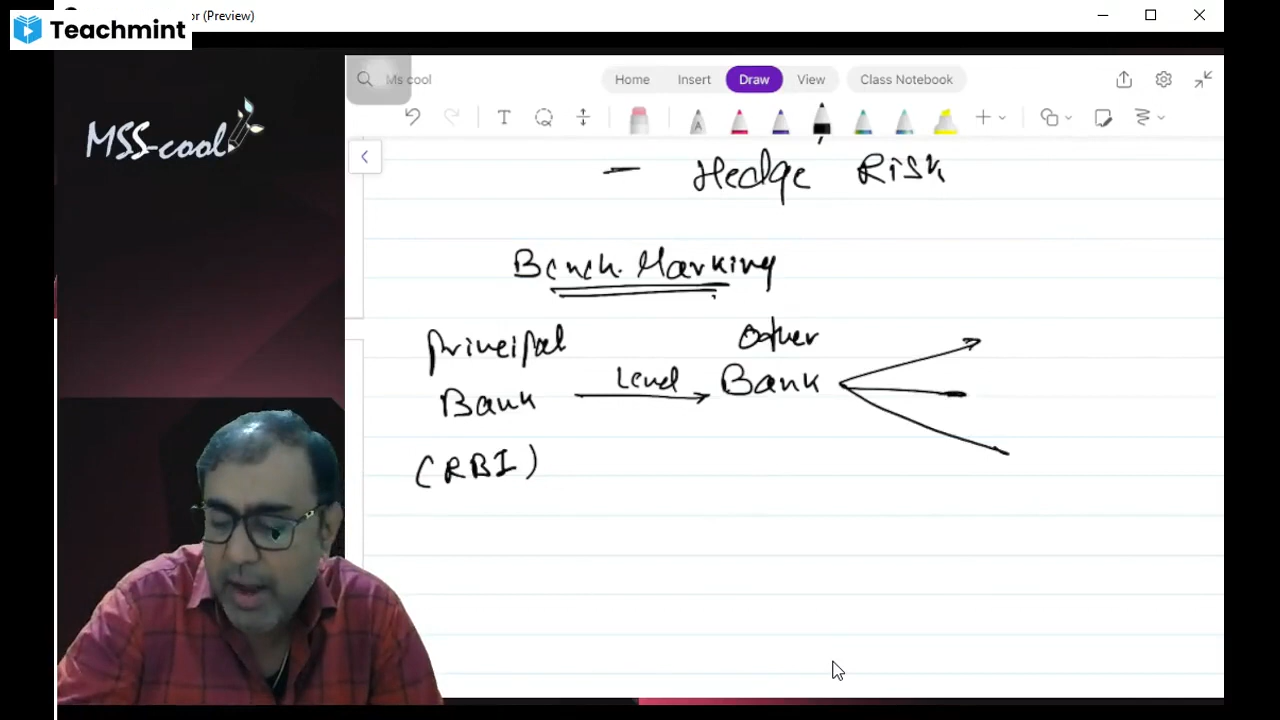 or (Preview)
Teachmint
MSS-cool
Ms cool
Home Insert Draw View Class Notebook
- Hedge Risk
Bench Marking
Principal Other
Bank Lend Bank
(RBI)